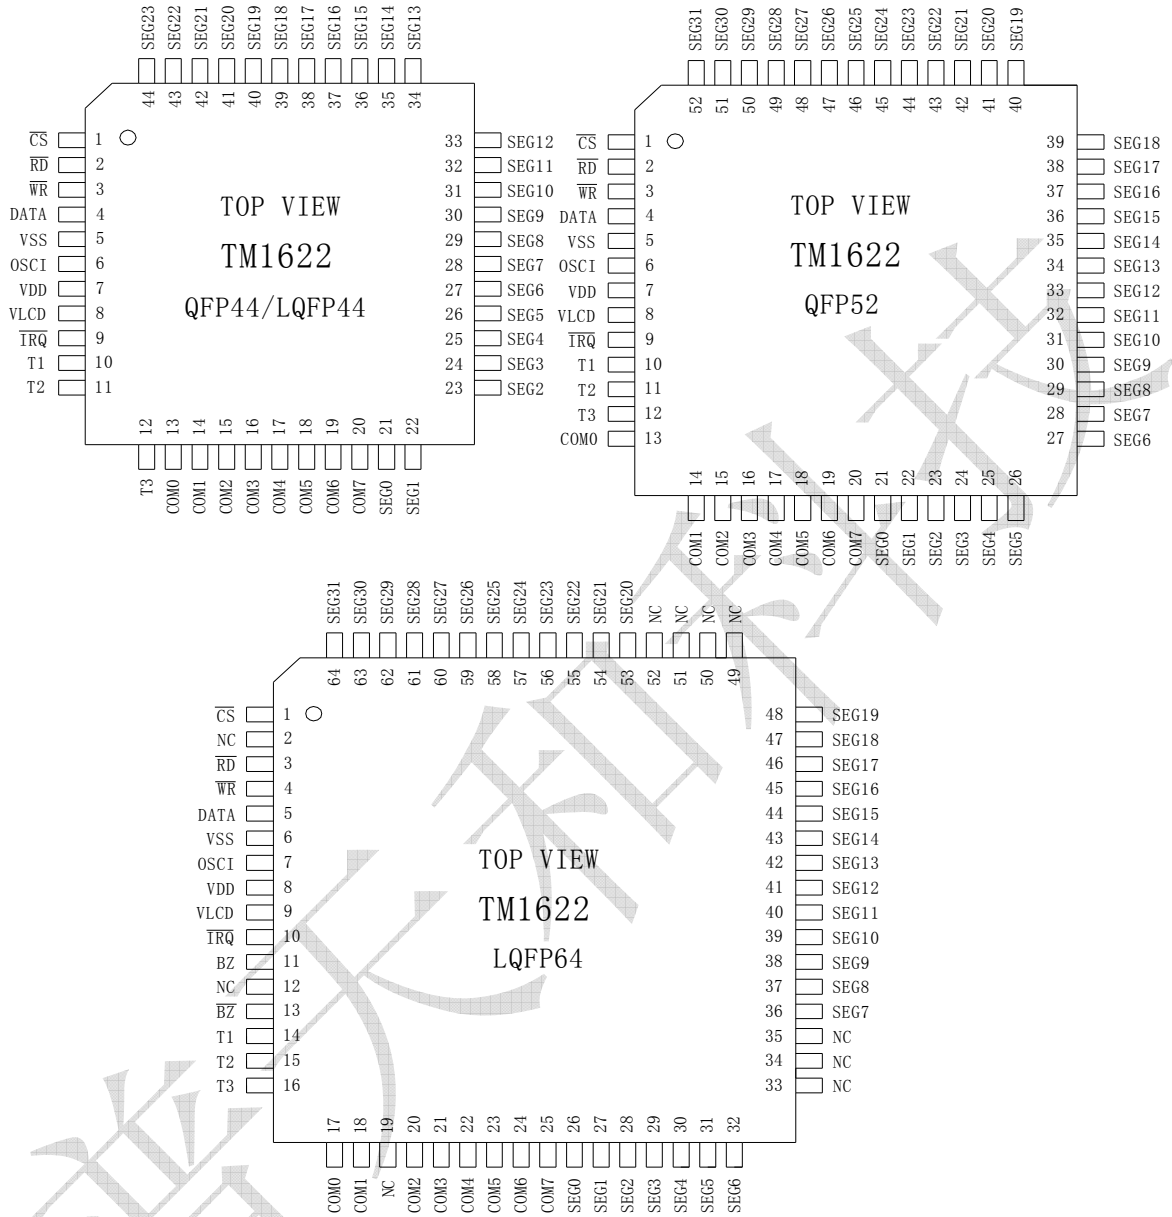 SEG23 SEG22 SEG21 SEG20 SEG19 SEG18 SEG17 SEG16 SEG15 SEG14 SEG13
44 43 42 41 40 39 38 37 36 35 34
C̅S̅ 1 33 SEG12
R̅D̅ 2 32 SEG11
W̅R̅ 3 31 SEG10
DATA 4 30 SEG9
VSS 5 29 SEG8
OSCI 6 28 SEG7
VDD 7 27 SEG6
VLCD 8 26 SEG5
I̅R̅Q̅ 9 25 SEG4
T1 10 24 SEG3
T2 11 23 SEG2
TOP VIEW
TM1622
QFP44/LQFP44
12 13 14 15 16 17 18 19 20 21 22
T3 COM0 COM1 COM2 COM3 COM4 COM5 COM6 COM7 SEG0 SEG1
SEG31 SEG30 SEG29 SEG28 SEG27 SEG26 SEG25 SEG24 SEG23 SEG22 SEG21 SEG20 SEG19
52 51 50 49 48 47 46 45 44 43 42 41 40
C̅S̅ 1 39 SEG18
R̅D̅ 2 38 SEG17
W̅R̅ 3 37 SEG16
DATA 4 36 SEG15
VSS 5 35 SEG14
OSCI 6 34 SEG13
VDD 7 33 SEG12
VLCD 8 32 SEG11
I̅R̅Q̅ 9 31 SEG10
T1 10 30 SEG9
T2 11 29 SEG8
T3 12 28 SEG7
COM0 13 27 SEG6
TOP VIEW
TM1622
QFP52
14 15 16 17 18 19 20 21 22 23 24 25 26
COM1 COM2 COM3 COM4 COM5 COM6 COM7 SEG0 SEG1 SEG2 SEG3 SEG4 SEG5
SEG31 SEG30 SEG29 SEG28 SEG27 SEG26 SEG25 SEG24 SEG23 SEG22 SEG21 SEG20 NC NC NC NC
64 63 62 61 60 59 58 57 56 55 54 53 52 51 50 49
C̅S̅ 1 48 SEG19
NC 2 47 SEG18
R̅D̅ 3 46 SEG17
W̅R̅ 4 45 SEG16
DATA 5 44 SEG15
VSS 6 43 SEG14
OSCI 7 42 SEG13
VDD 8 41 SEG12
VLCD 9 40 SEG11
I̅R̅Q̅ 10 39 SEG10
BZ 11 38 SEG9
NC 12 37 SEG8
B̅Z̅ 13 36 SEG7
T1 14 35 NC
T2 15 34 NC
T3 16 33 NC
TOP VIEW
TM1622
LQFP64
17 18 19 20 21 22 23 24 25 26 27 28 29 30 31 32
COM0 COM1 NC COM2 COM3 COM4 COM5 COM6 COM7 SEG0 SEG1 SEG2 SEG3 SEG4 SEG5 SEG6
天和科技